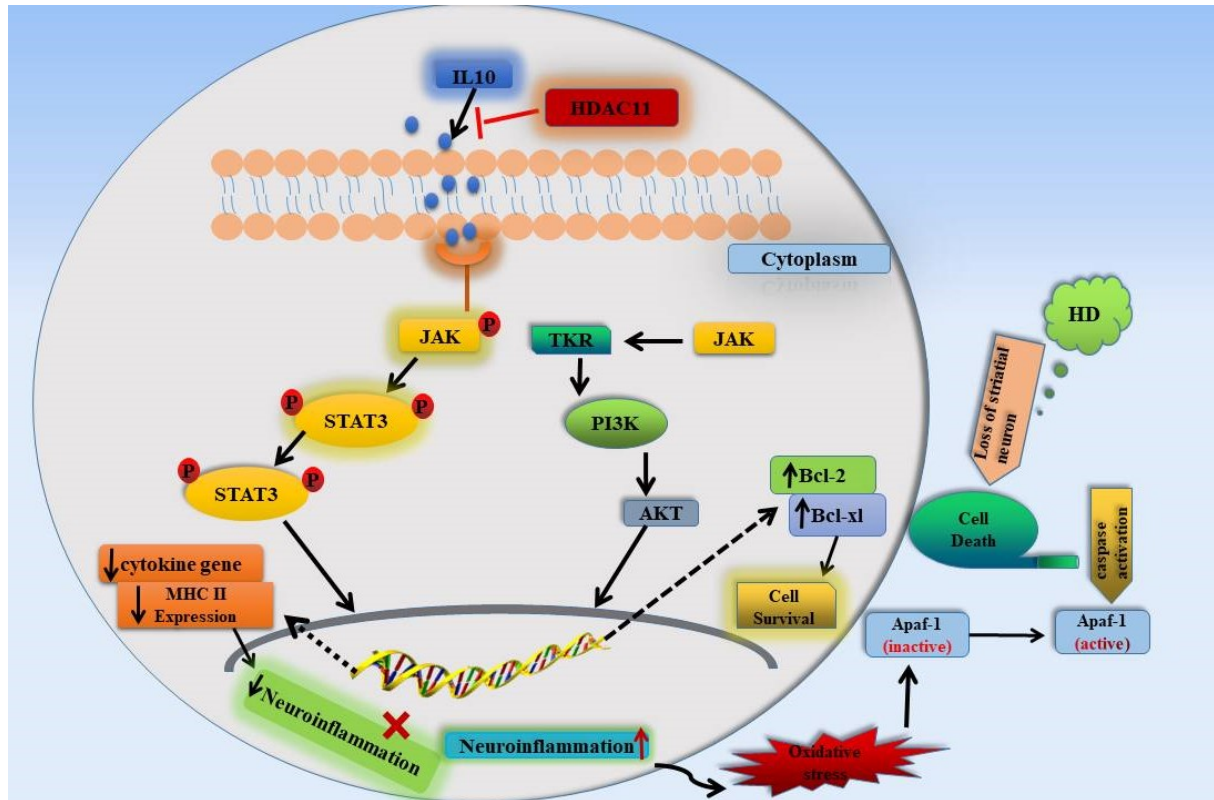 IL10
HDAC11
Cytoplasm
HD
JAK
P
TKR
JAK
Loss of striatial
neuron
P
STAT3
P
PI3K
P
STAT3
P
Bcl-2
Bcl-xl
AKT
Cell
Death
caspase
activation
cytokine gene
MHC II
Expression
Cell
Survival
Apaf-1
(inactive)
Apaf-1
(active)
Neuroinflammation
Neuroinflammation
Oxidative
stress